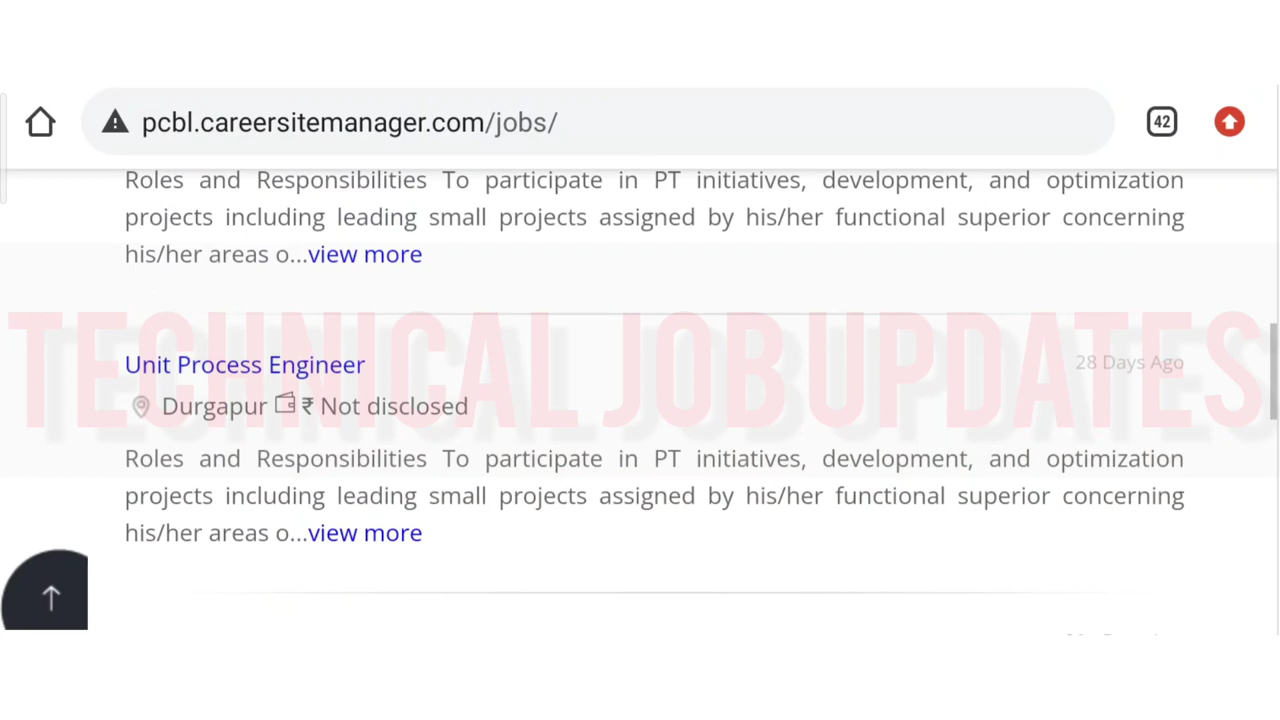 pcbl.careersitemanager.com/jobs/
42
Roles and Responsibilities To participate in PT initiatives, development, and optimization
projects including leading small projects assigned by his/her functional superior concerning
his/her areas o...view more
TECHNICAL JOBUPDATES
Unit Process Engineer
28 Days Ago
Durgapur ₹ Not disclosed
Roles and Responsibilities To participate in PT initiatives, development, and optimization
projects including leading small projects assigned by his/her functional superior concerning
his/her areas o...view more